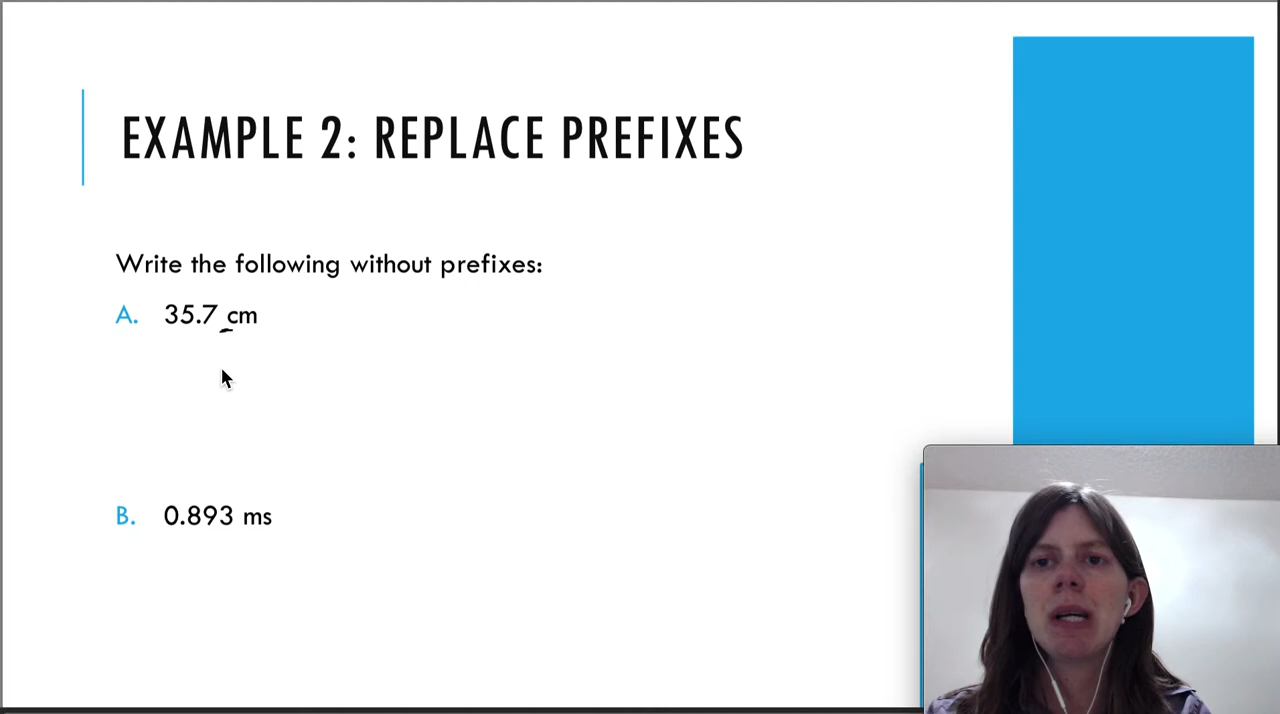 EXAMPLE 2: REPLACE PREFIXES
Write the following without prefixes:
A. 35.7 cm
B. 0.893 ms